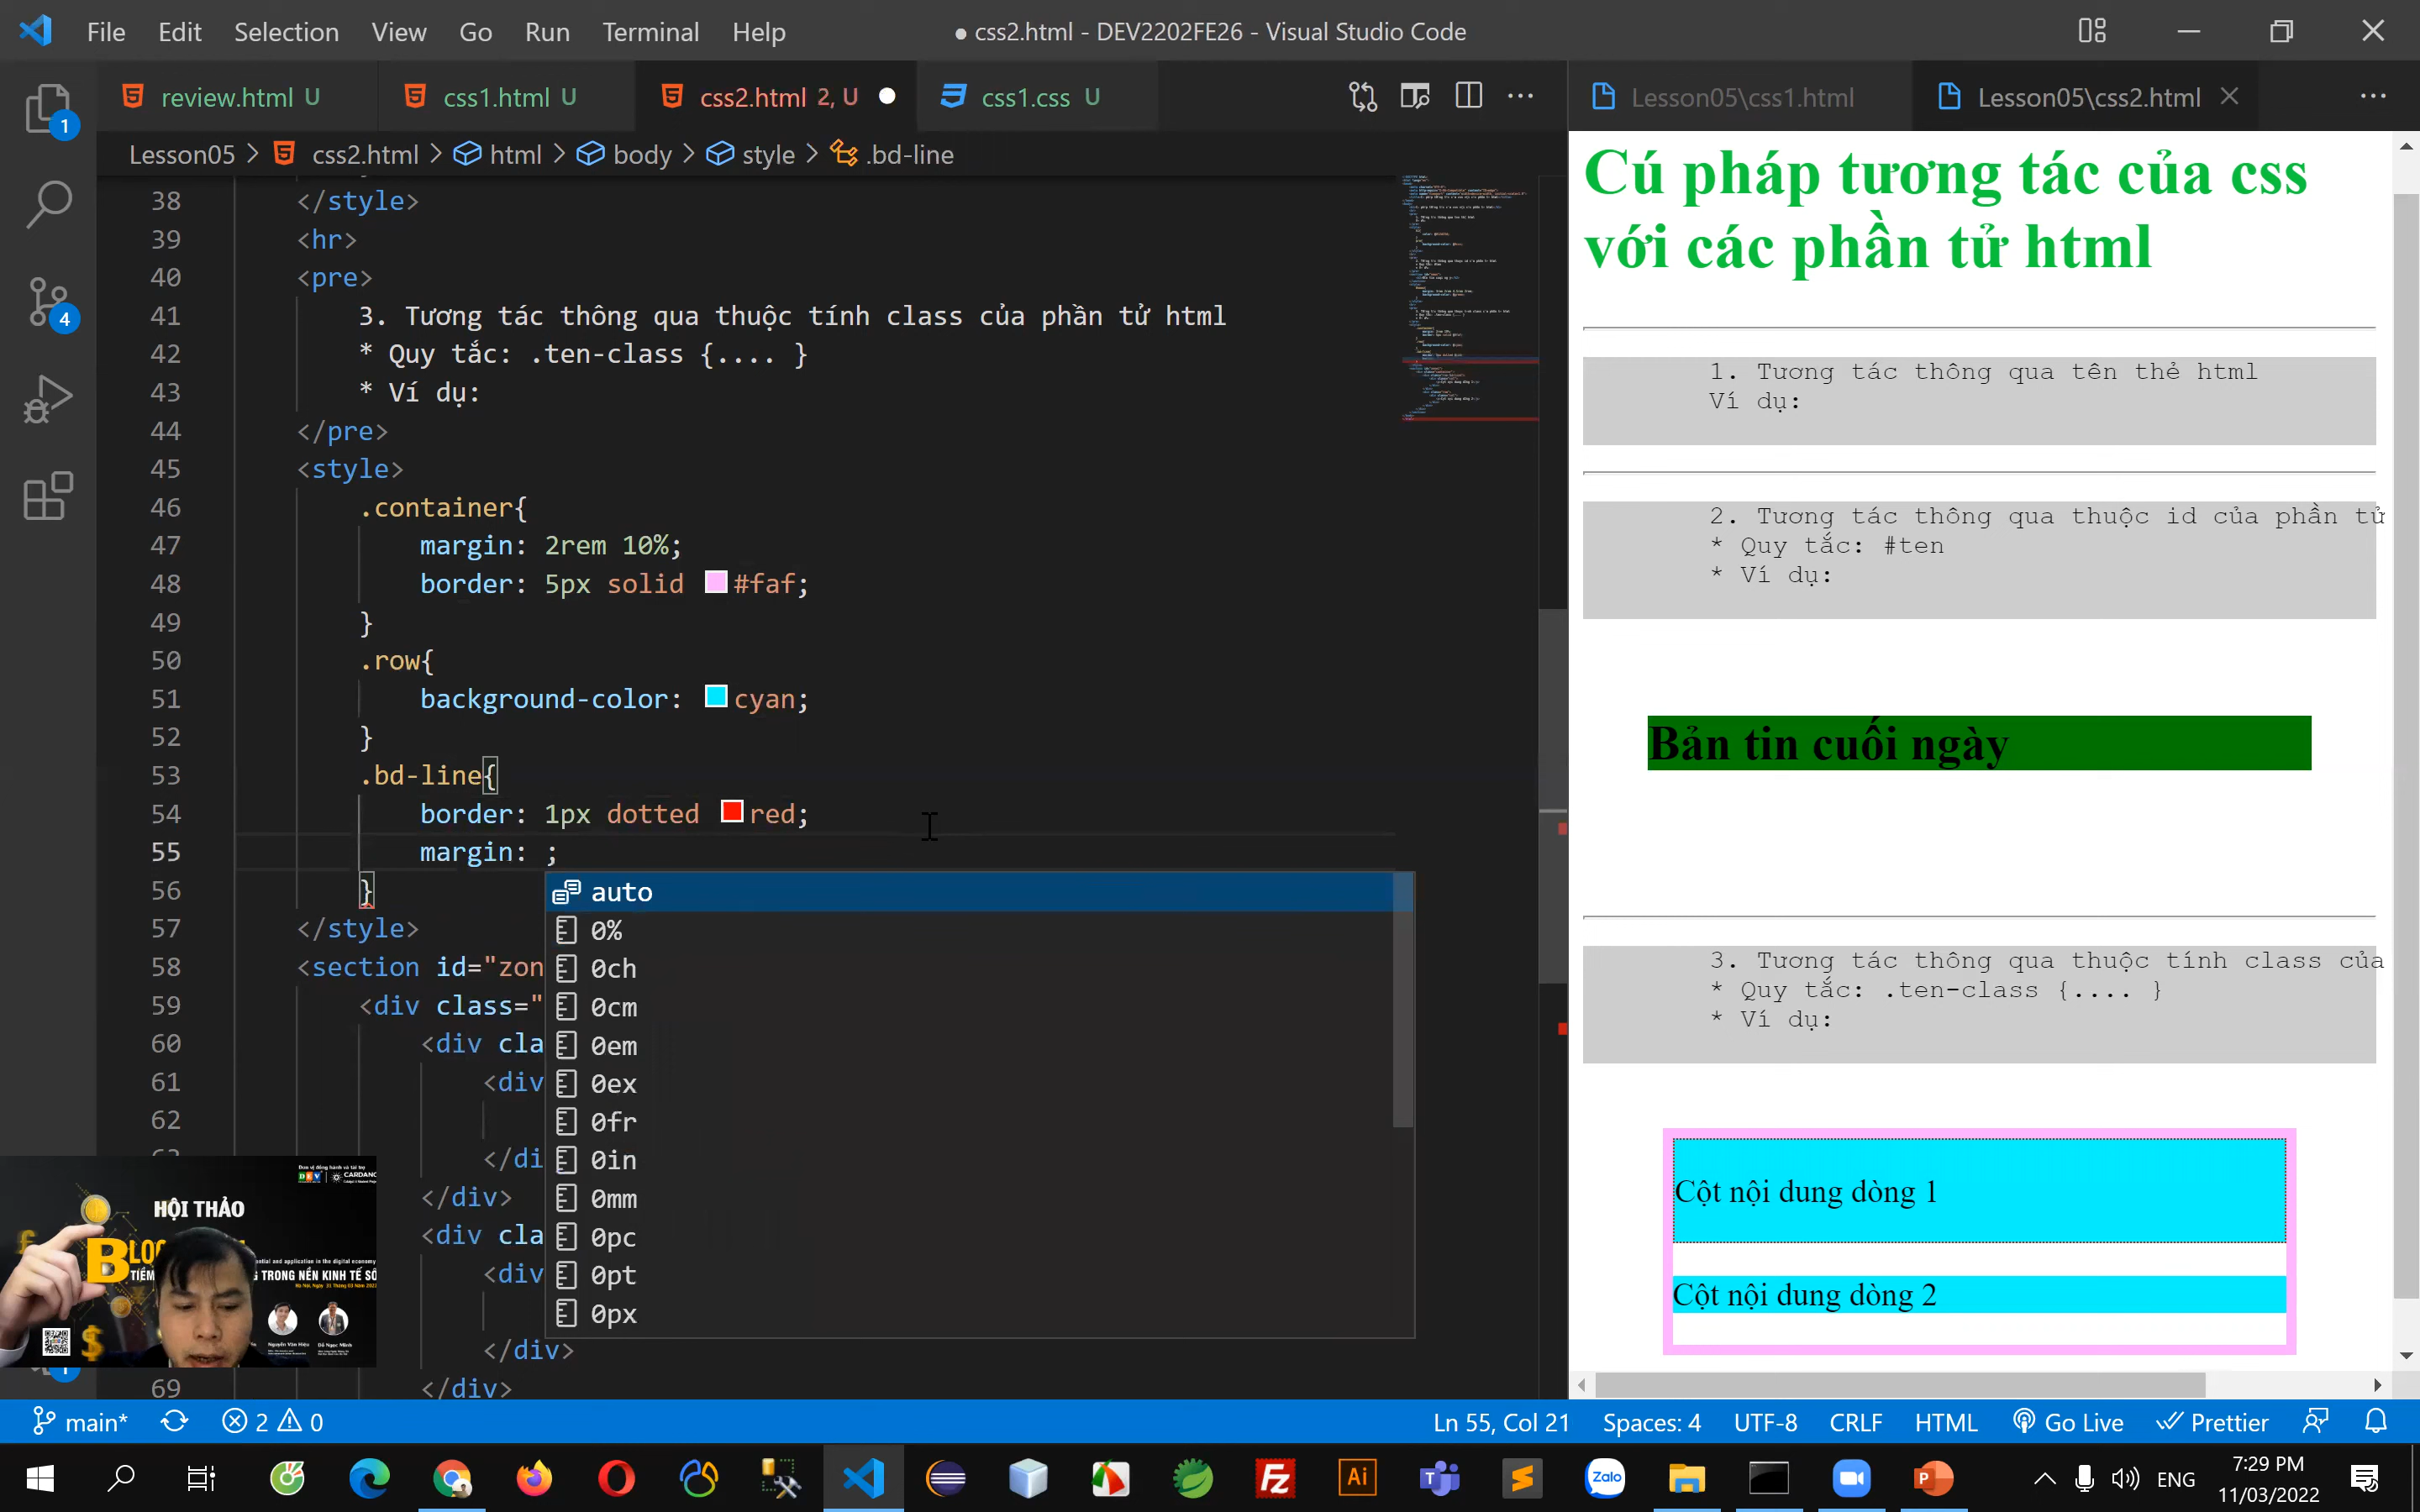 File Edit Selection View Go Run Terminal Help
● css2.html - DEV2202FE26 - Visual Studio Code
review.html U
css1.html U
css2.html 2, U
css1.css U
Lesson05\css1.html
Lesson05\css2.html
Lesson05 > css2.html > html > body > style > .bd-line
38 </style>
39 <hr>
40 <pre>
41 3. Tương tác thông qua thuộc tính class của phần tử html
42 * Quy tắc: .ten-class {.... }
43 * Ví dụ:
44 </pre>
45 <style>
46 .container{
47 margin: 2rem 10%;
48 border: 5px solid #faf;
49 }
50 .row{
51 background-color: cyan;
52 }
53 .bd-line{
54 border: 1px dotted red;
55 margin: ;
56 }
57 </style>
58 <section id="zon
59 <div class="
60 <div cla
61 <div
62
63 </di
</div>
<div cla
<div
</div>
69 </div>
auto
0%
0ch
0cm
0em
0ex
0fr
0in
0mm
0pc
0pt
0px
1
4
Cú pháp tương tác của css
với các phần tử html
1. Tương tác thông qua tên thẻ html
Ví dụ:
2. Tương tác thông qua thuộc id của phần tử
* Quy tắc: #ten
* Ví dụ:
Bản tin cuối ngày
3. Tương tác thông qua thuộc tính class của
* Quy tắc: .ten-class {.... }
* Ví dụ:
Cột nội dung dòng 1
Cột nội dung dòng 2
HỘI THẢO
TRONG NỀN KINH TẾ SỐ
main* 2 0
Ln 55, Col 21 Spaces: 4 UTF-8 CRLF HTML Go Live Prettier
Zalo
Fz
Ai
ENG
7:29 PM
11/03/2022